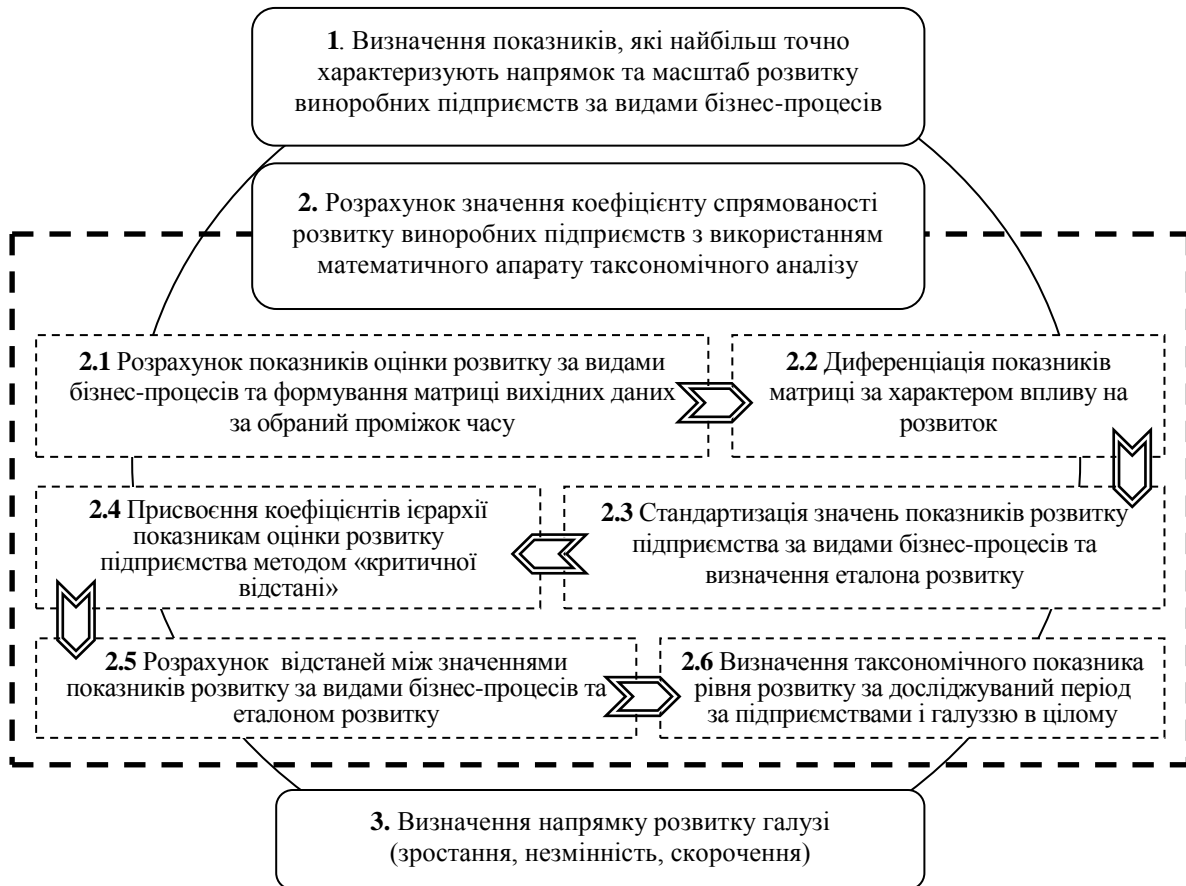 1. Визначення показників, які найбільш точно
характеризують напрямок та масштаб розвитку
виноробних підприємств за видами бізнес-процесів
2. Розрахунок значення коефіцієнту спрямованості
розвитку виноробних підприємств з використанням
математичного апарату таксономічного аналізу
2.1 Розрахунок показників оцінки розвитку за видами
бізнес-процесів та формування матриці вихідних даних
за обраний проміжок часу
2.2 Диференціація показників
матриці за характером впливу на
розвиток
2.3 Стандартизація значень показників розвитку
підприємства за видами бізнес-процесів та
визначення еталона розвитку
2.4 Присвоєння коефіцієнтів ієрархії
показникам оцінки розвитку
підприємства методом «критичної
відстані»
2.5 Розрахунок відстаней між значеннями
показників розвитку за видами бізнес-процесів та
еталоном розвитку
2.6 Визначення таксономічного показника
рівня розвитку за досліджуваний період
за підприємствами і галуззю в цілому
3. Визначення напрямку розвитку галузі
(зростання, незмінність, скорочення)